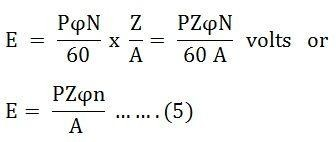 E = PφN/60 x Z/A = PZφN/60 A volts or
E = PZφn/A ... ... . (5)